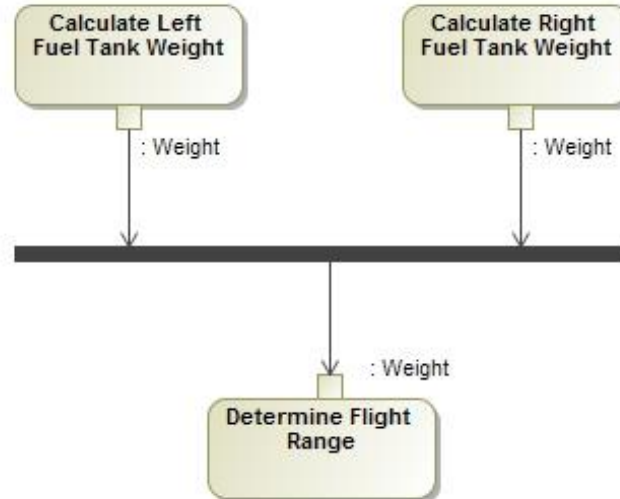 Calculate Left
Fuel Tank Weight
Calculate Right
Fuel Tank Weight
: Weight
: Weight
: Weight
Determine Flight
Range